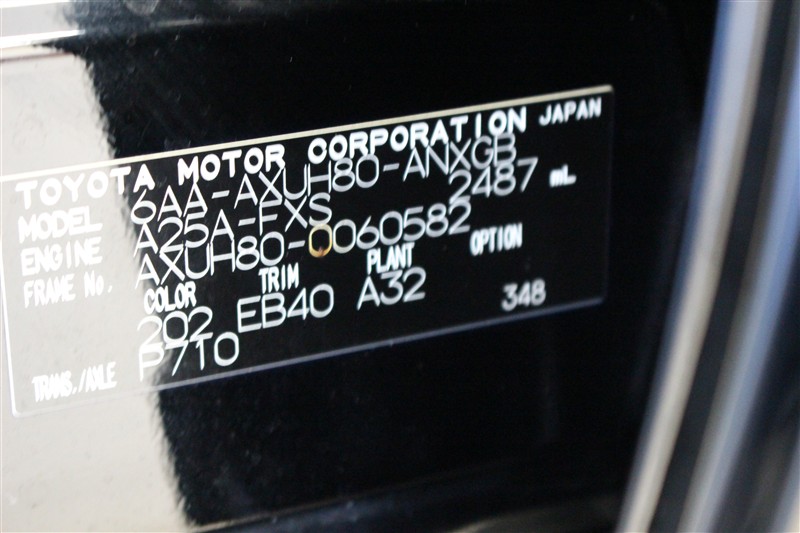 TOYOTA MOTOR CORPORATION JAPAN
MODEL 6AA-AXUH80-ANXGB
ENGINE A25A-FXS 2487 mL
FRAME No. AXUH80-0060582
COLOR TRIM PLANT OPTION
202 EB40 A32 348
TRANS./AXLE P710